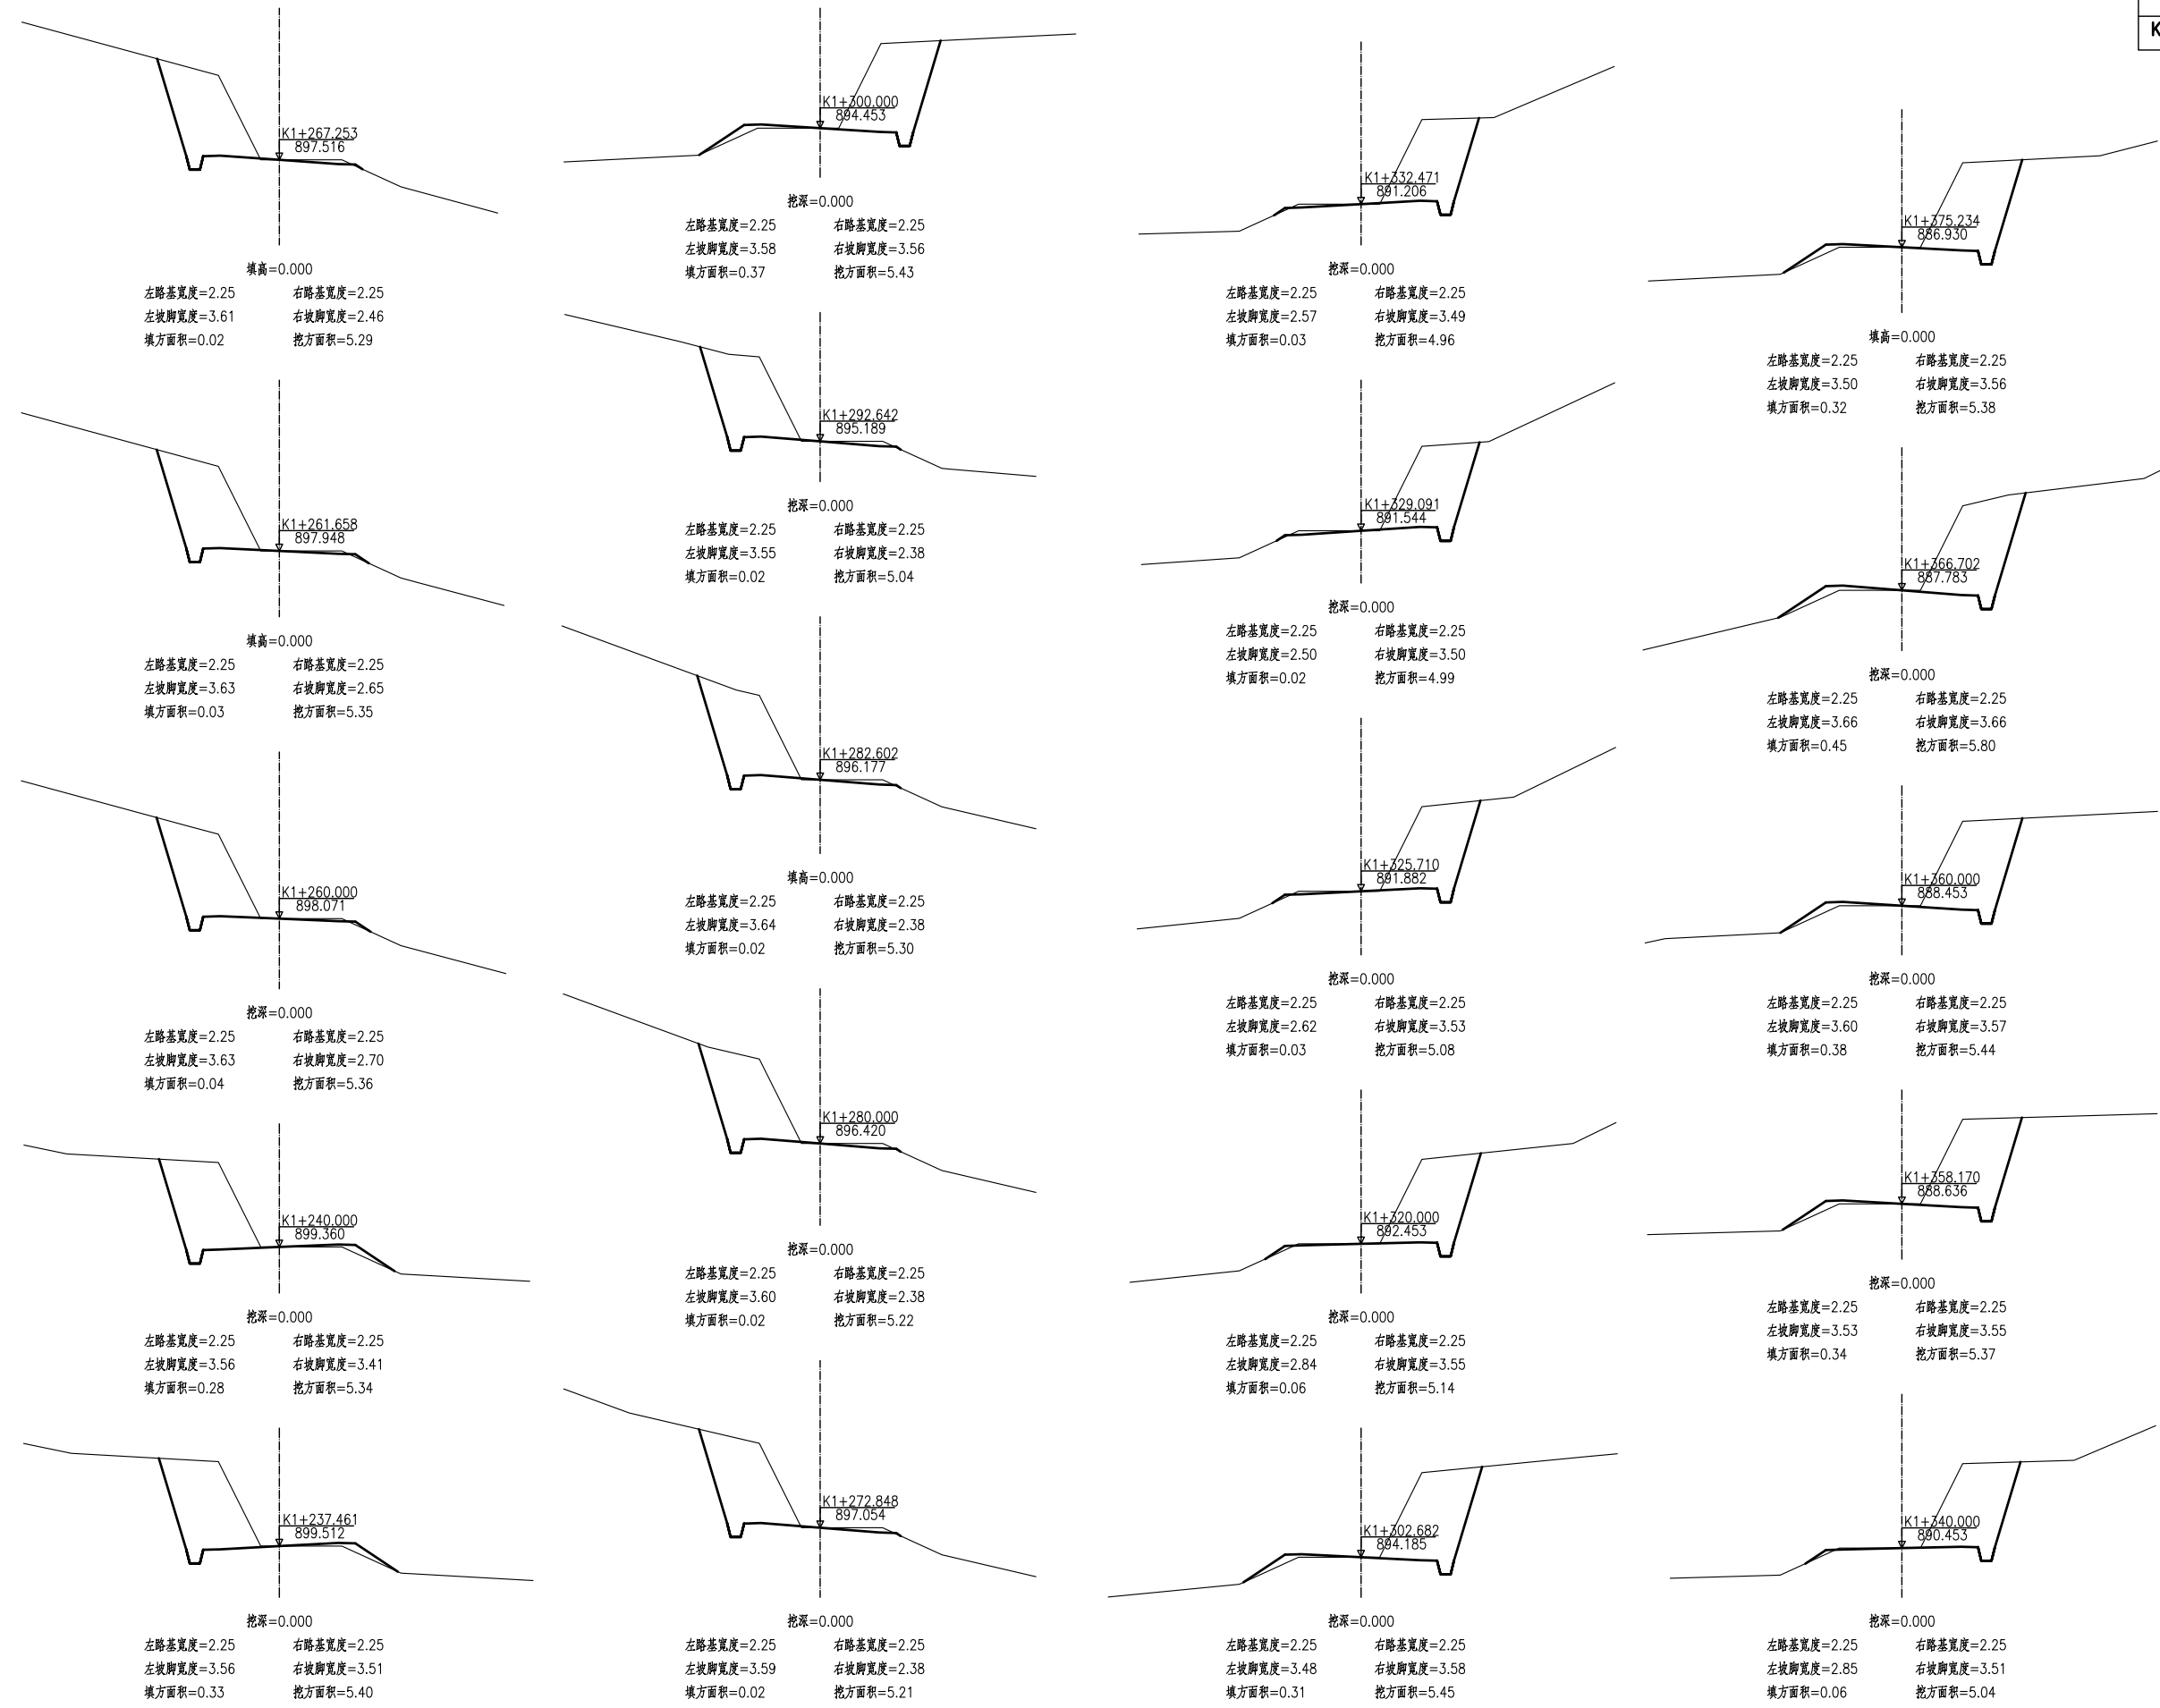 K1+267.253
897.516
填高=0.000
左路基宽度=2.25 右路基宽度=2.25
左坡脚宽度=3.61 右坡脚宽度=2.46
填方面积=0.02 挖方面积=5.29
K1+261.658
897.948
填高=0.000
左路基宽度=2.25 右路基宽度=2.25
左坡脚宽度=3.63 右坡脚宽度=2.65
填方面积=0.03 挖方面积=5.35
K1+260.000
898.071
挖深=0.000
左路基宽度=2.25 右路基宽度=2.25
左坡脚宽度=3.63 右坡脚宽度=2.70
填方面积=0.04 挖方面积=5.36
K1+240.000
899.360
挖深=0.000
左路基宽度=2.25 右路基宽度=2.25
左坡脚宽度=3.56 右坡脚宽度=3.41
填方面积=0.28 挖方面积=5.34
K1+237.461
899.512
挖深=0.000
左路基宽度=2.25 右路基宽度=2.25
左坡脚宽度=3.56 右坡脚宽度=3.51
填方面积=0.33 挖方面积=5.40
K1+300.000
894.453
挖深=0.000
左路基宽度=2.25 右路基宽度=2.25
左坡脚宽度=3.58 右坡脚宽度=3.56
填方面积=0.37 挖方面积=5.43
K1+292.642
895.189
挖深=0.000
左路基宽度=2.25 右路基宽度=2.25
左坡脚宽度=3.55 右坡脚宽度=2.38
填方面积=0.02 挖方面积=5.04
K1+282.602
896.177
填高=0.000
左路基宽度=2.25 右路基宽度=2.25
左坡脚宽度=3.64 右坡脚宽度=2.38
填方面积=0.02 挖方面积=5.30
K1+280.000
896.420
挖深=0.000
左路基宽度=2.25 右路基宽度=2.25
左坡脚宽度=3.60 右坡脚宽度=2.38
填方面积=0.02 挖方面积=5.22
K1+272.848
897.054
挖深=0.000
左路基宽度=2.25 右路基宽度=2.25
左坡脚宽度=3.59 右坡脚宽度=2.38
填方面积=0.02 挖方面积=5.21
K1+332.471
891.206
挖深=0.000
左路基宽度=2.25 右路基宽度=2.25
左坡脚宽度=2.57 右坡脚宽度=3.49
填方面积=0.03 挖方面积=4.96
K1+329.091
891.544
挖深=0.000
左路基宽度=2.25 右路基宽度=2.25
左坡脚宽度=2.50 右坡脚宽度=3.50
填方面积=0.02 挖方面积=4.99
K1+325.710
891.882
挖深=0.000
左路基宽度=2.25 右路基宽度=2.25
左坡脚宽度=2.62 右坡脚宽度=3.53
填方面积=0.03 挖方面积=5.08
K1+320.000
892.453
挖深=0.000
左路基宽度=2.25 右路基宽度=2.25
左坡脚宽度=2.84 右坡脚宽度=3.55
填方面积=0.06 挖方面积=5.14
K1+302.682
894.185
挖深=0.000
左路基宽度=2.25 右路基宽度=2.25
左坡脚宽度=3.48 右坡脚宽度=3.58
填方面积=0.31 挖方面积=5.45
K
K1+375.234
886.930
填高=0.000
左路基宽度=2.25 右路基宽度=2.25
左坡脚宽度=3.50 右坡脚宽度=3.56
填方面积=0.32 挖方面积=5.38
K1+366.702
887.783
挖深=0.000
左路基宽度=2.25 右路基宽度=2.25
左坡脚宽度=3.66 右坡脚宽度=3.66
填方面积=0.45 挖方面积=5.80
K1+360.000
888.453
挖深=0.000
左路基宽度=2.25 右路基宽度=2.25
左坡脚宽度=3.60 右坡脚宽度=3.57
填方面积=0.38 挖方面积=5.44
K1+358.170
888.636
挖深=0.000
左路基宽度=2.25 右路基宽度=2.25
左坡脚宽度=3.53 右坡脚宽度=3.55
填方面积=0.34 挖方面积=5.37
K1+340.000
890.453
挖深=0.000
左路基宽度=2.25 右路基宽度=2.25
左坡脚宽度=2.85 右坡脚宽度=3.51
填方面积=0.06 挖方面积=5.04